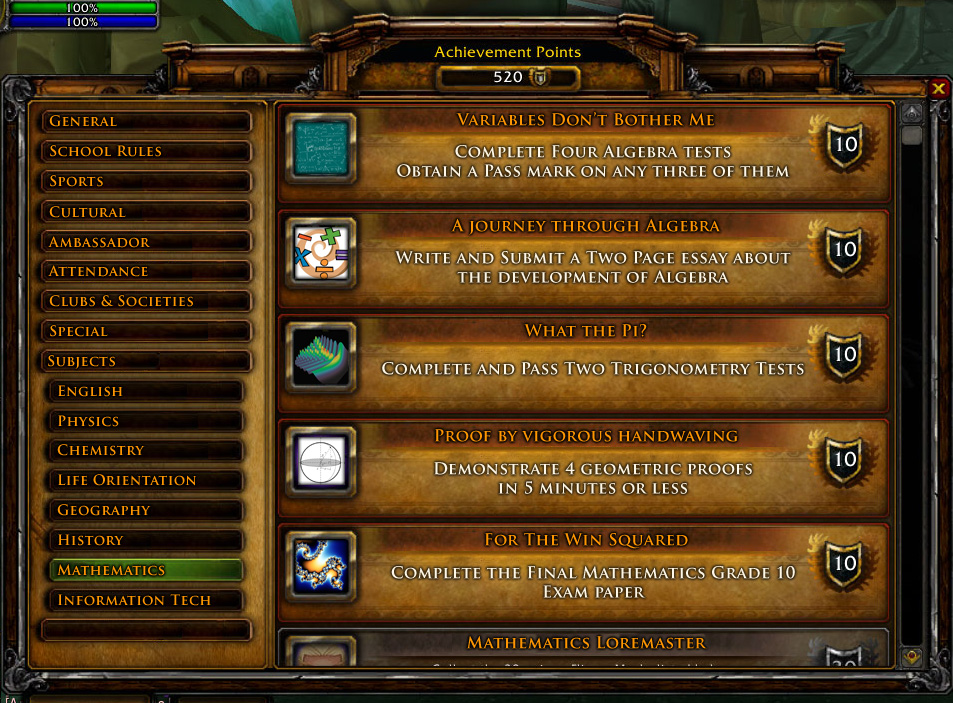 100%
100%
Achievement Points
520
General
School Rules
Sports
Cultural
Ambassador
Attendance
Clubs & Societies
Special
Subjects
English
Physics
Chemistry
Life Orientation
Geography
History
Mathematics
Information Tech
Variables Don't Bother Me
Complete Four Algebra tests
Obtain a Pass mark on any three of them
10
A journey through Algebra
Write and Submit a Two Page essay about
the development of Algebra
10
What the Pi?
Complete and Pass Two Trigonometry Tests
10
Proof by vigorous handwaving
Demonstrate 4 geometric proofs
in 5 minutes or less
10
For The Win Squared
Complete the Final Mathematics Grade 10
Exam paper
10
Mathematics Loremaster